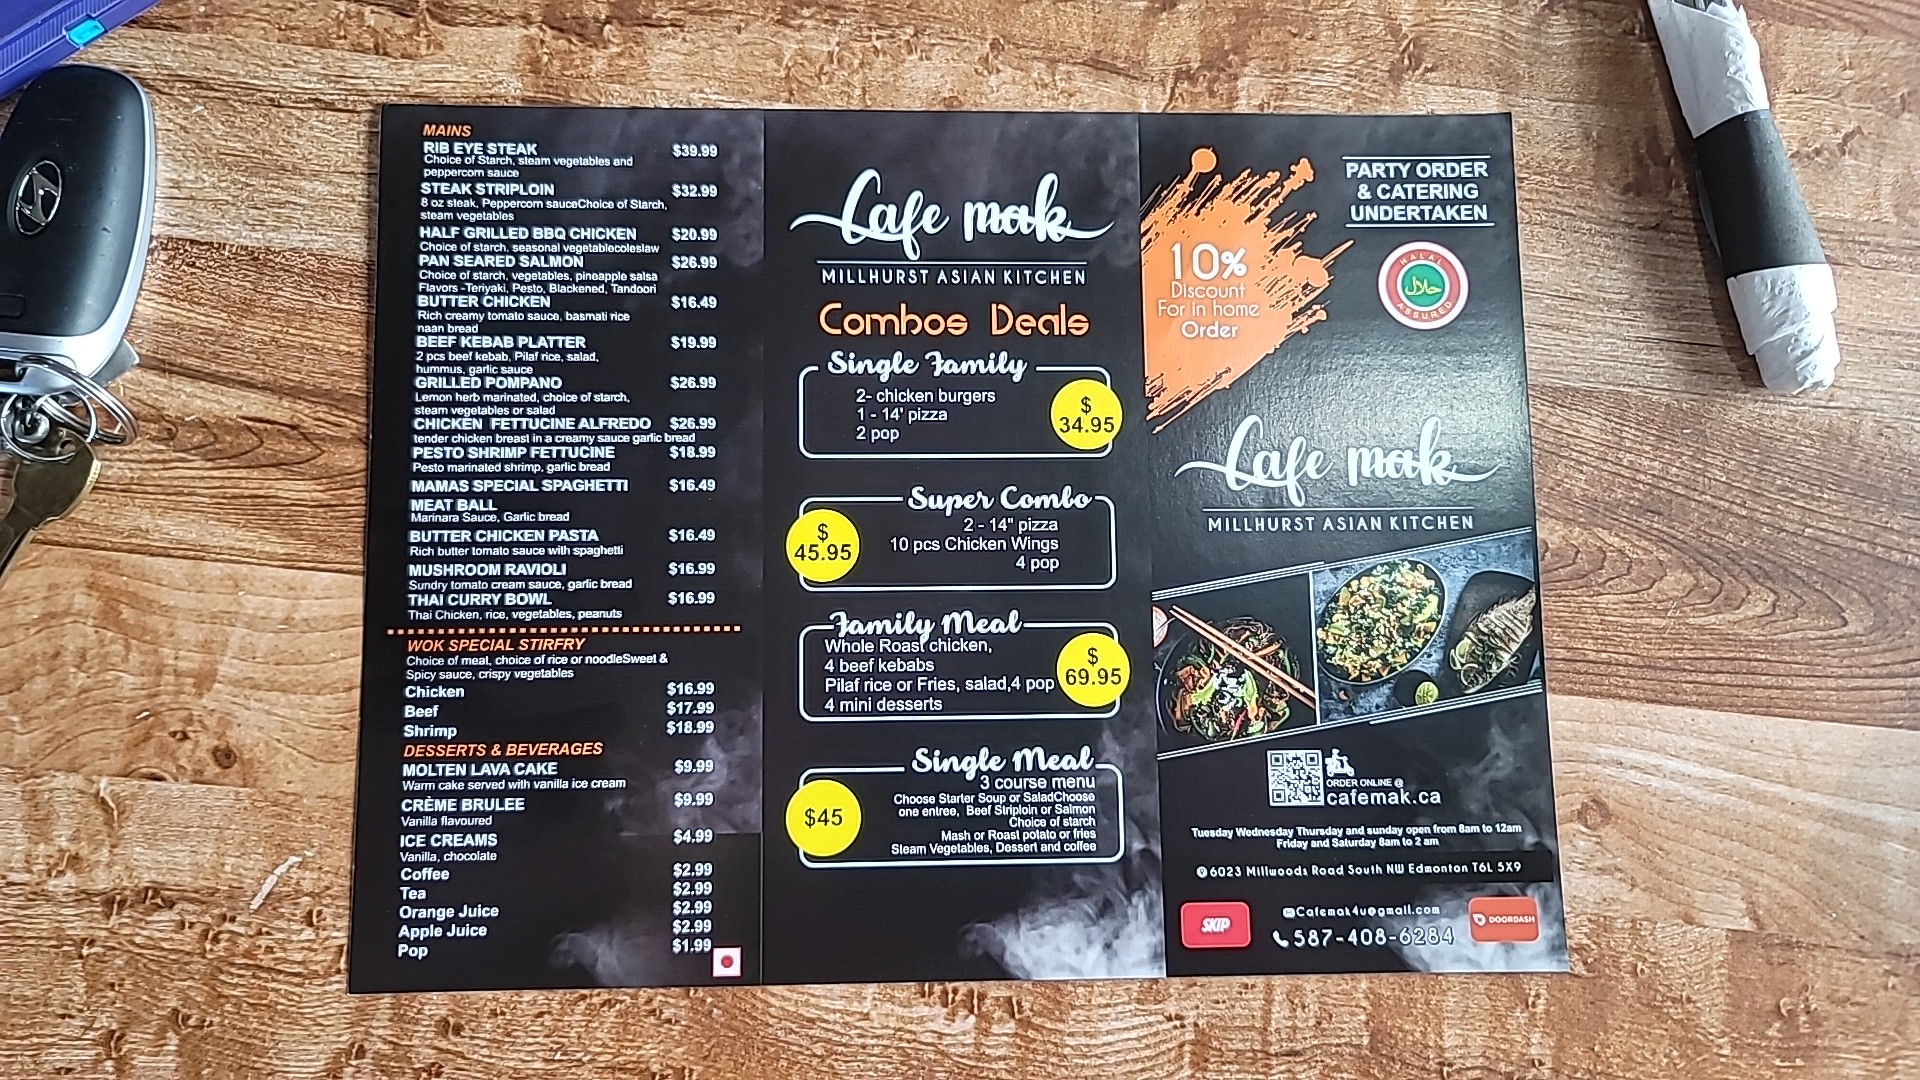 MAINS
RIB EYE STEAK $39.99
Choice of Starch, steam vegetables and
peppercorn sauce
STEAK STRIPLOIN $32.99
8 oz steak, Peppercorn sauceChoice of Starch,
steam vegetables
HALF GRILLED BBQ CHICKEN $20.99
Choice of starch, seasonal vegetablecoleslaw
PAN SEARED SALMON $26.99
Choice of starch, vegetables, pineapple salsa
Flavors -Teriyaki, Pesto, Blackened, Tandoori
BUTTER CHICKEN $16.49
Rich creamy tomato sauce, basmati rice
naan bread
BEEF KEBAB PLATTER $19.99
2 pcs beef kebab, Pilaf rice, salad,
hummus, garlic sauce
GRILLED POMPANO $26.99
Lemon herb marinated, choice of starch,
steam vegetables or salad
CHICKEN FETTUCINE ALFREDO $26.99
tender chicken breast in a creamy sauce garlic bread
PESTO SHRIMP FETTUCINE $18.99
Pesto marinated shrimp, garlic bread
MAMAS SPECIAL SPAGHETTI $16.49
MEAT BALL
Marinara Sauce, Garlic bread
BUTTER CHICKEN PASTA $16.49
Rich butter tomato sauce with spaghetti
MUSHROOM RAVIOLI $16.99
Sundry tomato cream sauce, garlic bread
THAI CURRY BOWL $16.99
Thai Chicken, rice, vegetables, peanuts
WOK SPECIAL STIRFRY
Choice of meat, choice of rice or noodleSweet &
Spicy sauce, crispy vegetables
Chicken $16.99
Beef $17.99
Shrimp $18.99
DESSERTS & BEVERAGES
MOLTEN LAVA CAKE $9.99
Warm cake served with vanilla ice cream
CRÈME BRULEE $9.99
Vanilla flavoured
ICE CREAMS $4.99
Vanilla, chocolate
Coffee $2.99
Tea $2.99
Orange Juice $2.99
Apple Juice $2.99
Pop $1.99
Cafe mak
MILLHURST ASIAN KITCHEN
Combos Deals
Single Family
2- chicken burgers
1 - 14' pizza
2 pop
$
34.95
Super Combo
2 - 14" pizza
10 pcs Chicken Wings
4 pop
$
45.95
Family Meal
Whole Roast chicken,
4 beef kebabs
Pilaf rice or Fries, salad,4 pop
4 mini desserts
$
69.95
Single Meal
3 course menu
Choose Starter Soup or SaladChoose
one entree, Beef Striploin or Salmon
Choice of starch
Mash or Roast potato or fries
Steam Vegetables, Dessert and coffee
$45
PARTY ORDER
& CATERING
UNDERTAKEN
HALAL
حلال
ASSURED
10%
Discount
For in home
Order
Cafe mak
MILLHURST ASIAN KITCHEN
ORDER ONLINE @
cafemak.ca
Tuesday Wednesday Thursday and sunday open from 8am to 12am
Friday and Saturday 8am to 2 am
6023 Millwoods Road South NW Edmonton T6L 5X9
SKIP
Cafemak4u@gmail.com
587-408-6284
DOORDASH